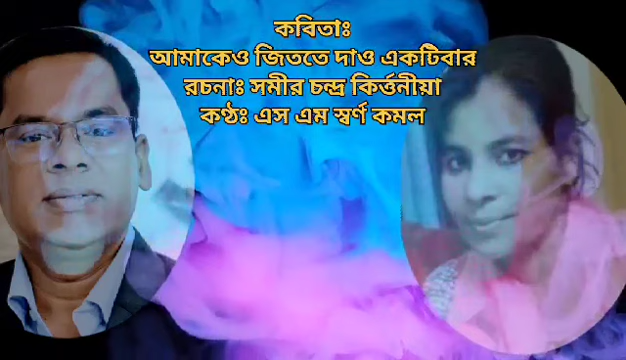 কবিতাঃ
আমাকেও জিততে দাও একটিবার
রচনাঃ সমীর চন্দ্র কির্ত্তনীয়া
কণ্ঠঃ এস এম স্বর্ণ কমল